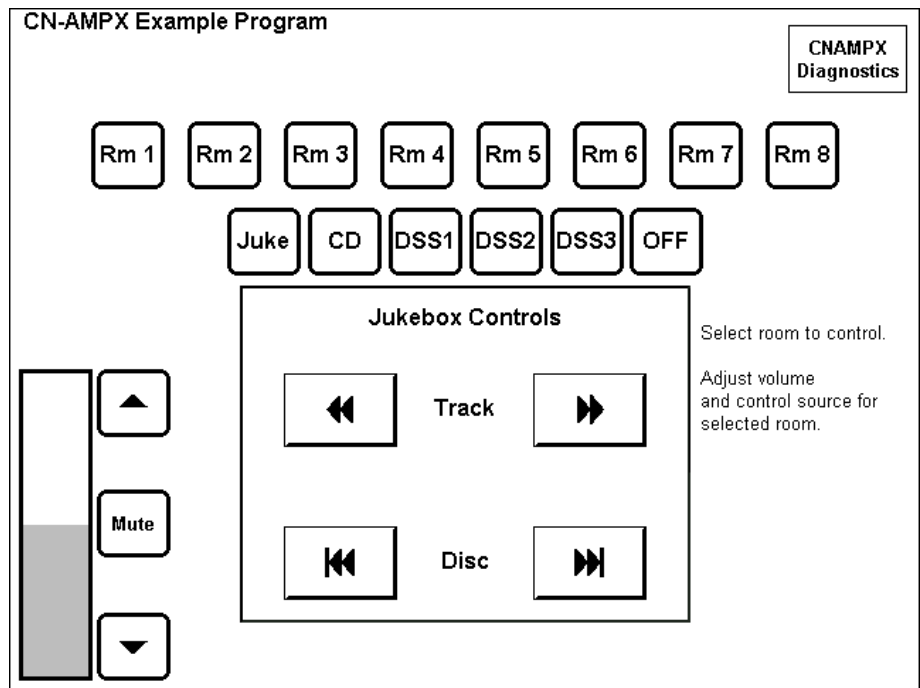 CN-AMPX Example Program
CNAMPX
Diagnostics
Rm 1 Rm 2 Rm 3 Rm 4 Rm 5 Rm 6 Rm 7 Rm 8
Juke CD DSS1 DSS2 DSS3 OFF
Jukebox Controls
Select room to control.
Adjust volume
and control source for
selected room.
Track
Mute
Disc